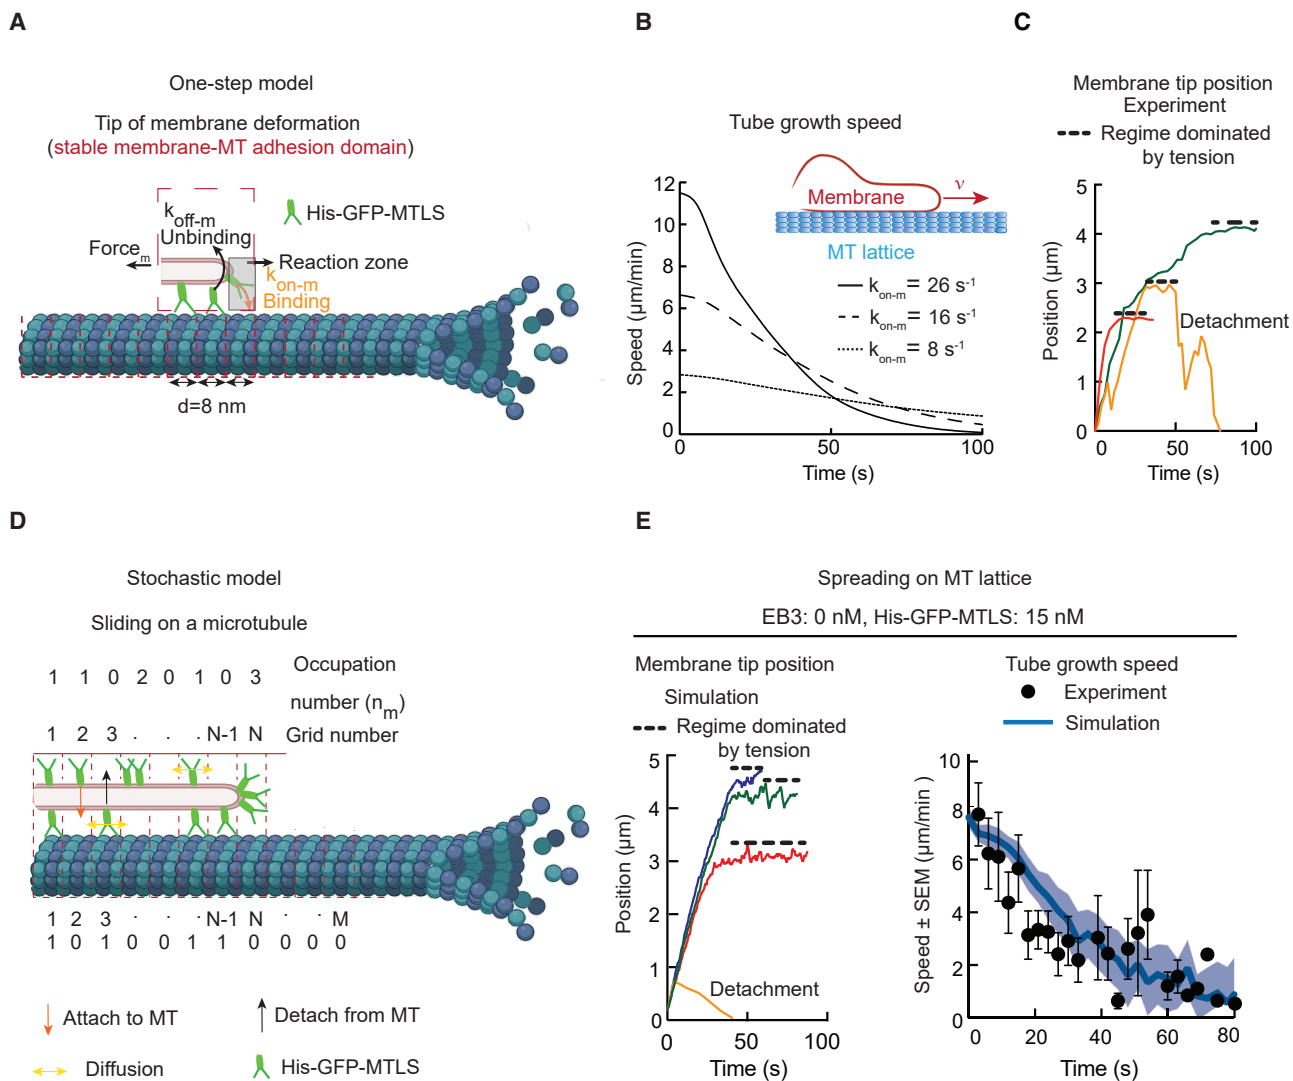 A
One-step model
Tip of membrane deformation
(stable membrane-MT adhesion domain)
k off-m
Unbinding
His-GFP-MTLS
Force m
Reaction zone
k on-m
Binding
d=8 nm
B
Tube growth speed
Membrane
v
MT lattice
k on-m = 26 s-1
k on-m = 16 s-1
k on-m = 8 s-1
Speed (μm/min)
12
10
8
6
4
2
0
0 50 100
Time (s)
C
Membrane tip position
Experiment
Regime dominated
by tension
Detachment
Position (μm)
5
4
3
2
1
0
0 50 100
Time (s)
D
Stochastic model
Sliding on a microtubule
1 1 0 2 0 1 0 3
Occupation
number (nm)
1 2 3 . . . N-1 N
Grid number
1 2 3 . . . N-1 N . . M
1 0 1 0 0 1 1 0 0 0 0
Attach to MT
Detach from MT
Diffusion
His-GFP-MTLS
E
Spreading on MT lattice
EB3: 0 nM, His-GFP-MTLS: 15 nM
Membrane tip position
Simulation
Regime dominated
by tension
Detachment
Position (μm)
5
4
3
2
1
0
0 50 100
Time (s)
Tube growth speed
Experiment
Simulation
Speed ± SEM (μm/min )
10
8
6
4
2
0
0 20 40 60 80
Time (s)